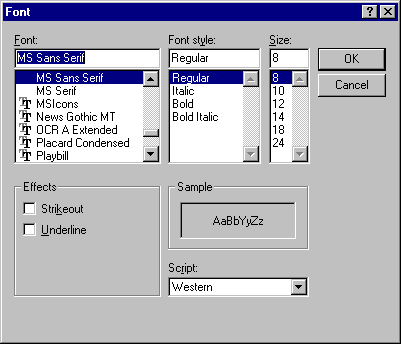 Font
Font:
MS Sans Serif
MS Sans Serif
MS Serif
MSIcons
News Gothic MT
OCR A Extended
Placard Condensed
Playbill
Font style:
Regular
Regular
Italic
Bold
Bold Italic
Size:
8
8
10
12
14
18
24
OK
Cancel
Effects
Strikeout
Underline
Sample
AaBbYyZz
Script:
Western